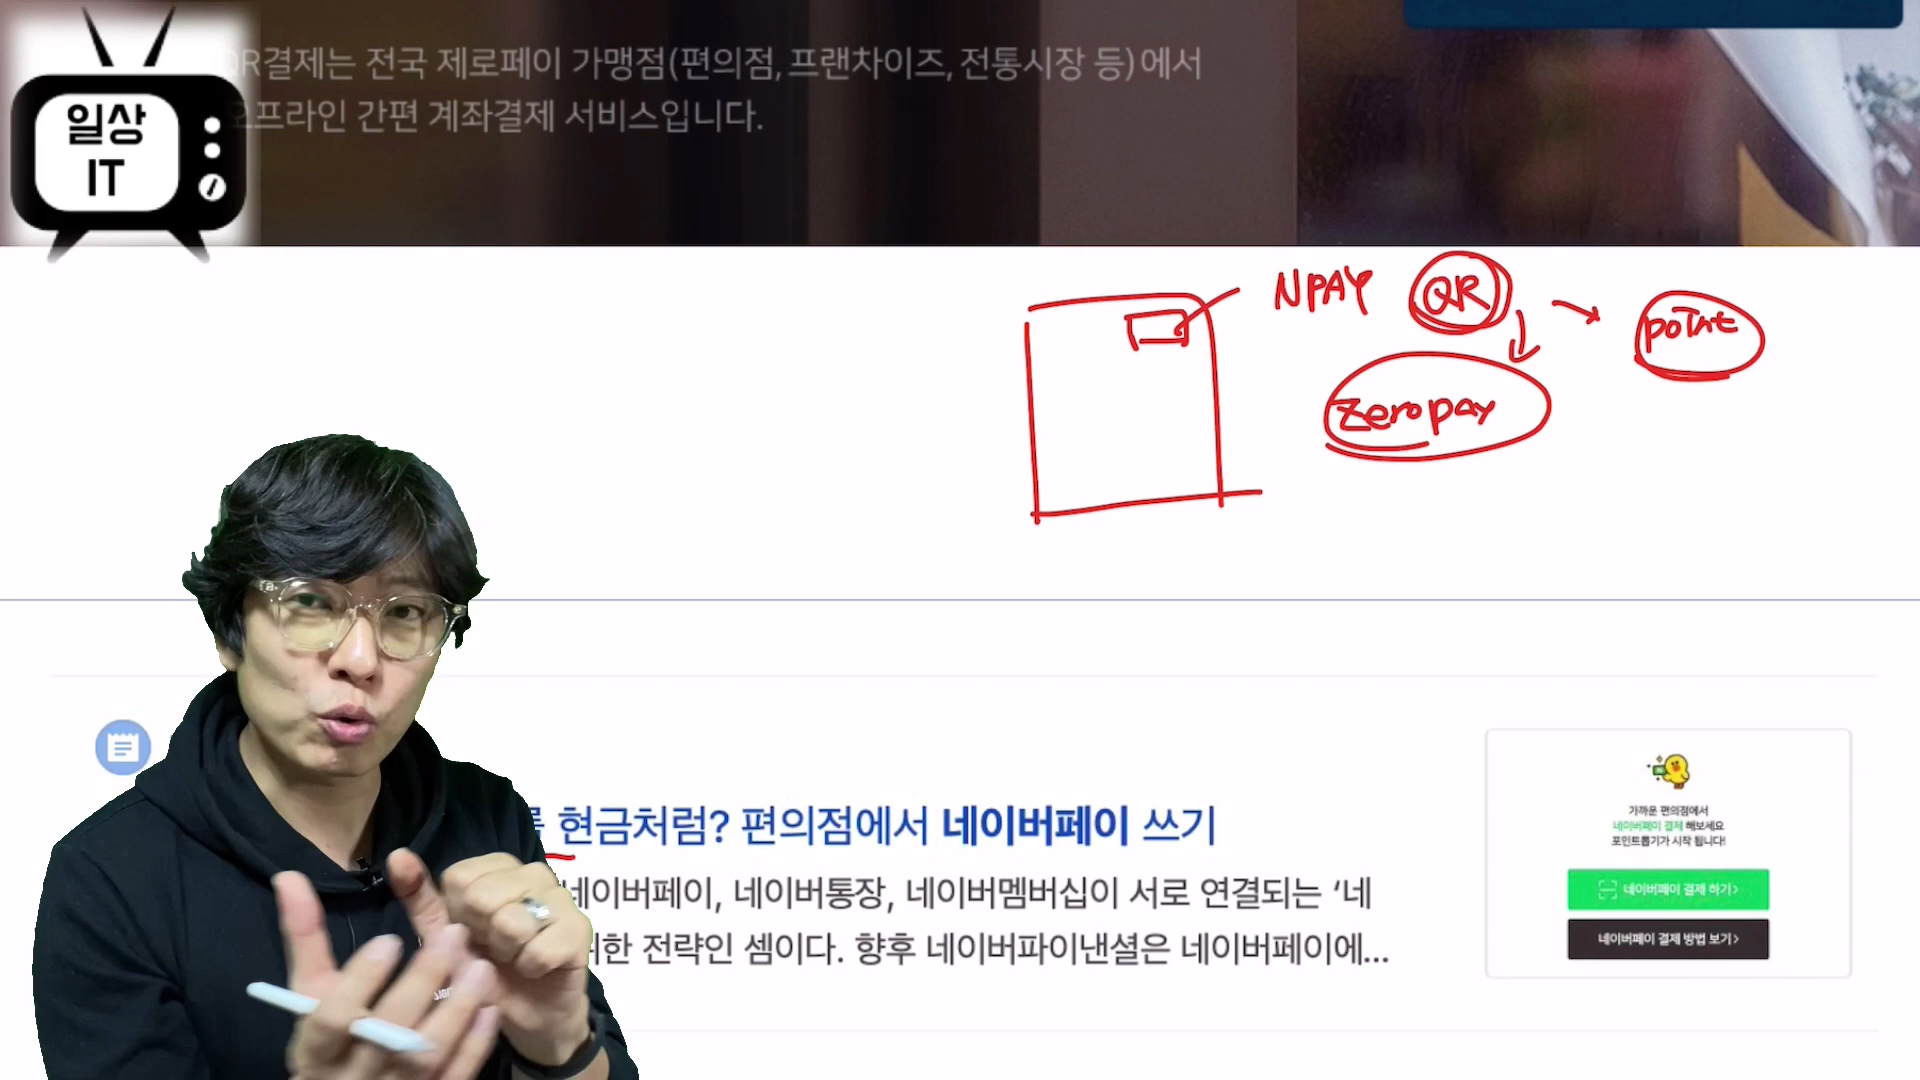 일상
IT
QR결제는 전국 제로페이 가맹점(편의점, 프랜차이즈, 전통시장 등)에서
오프라인 간편 계좌결제 서비스입니다.
NPAY QR
point
zeropay
현금처럼? 편의점에서 네이버페이 쓰기
네이버페이, 네이버통장, 네이버멤버십이 서로 연결되는 ‘네
위한 전략인 셈이다. 향후 네이버파이낸셜은 네이버페이에...
가까운 편의점에서
네이버페이 결제 해보세요
포인트뽑기가 시작 됩니다!
네이버페이 결제 하기>
네이버페이 결제 방법 보기>